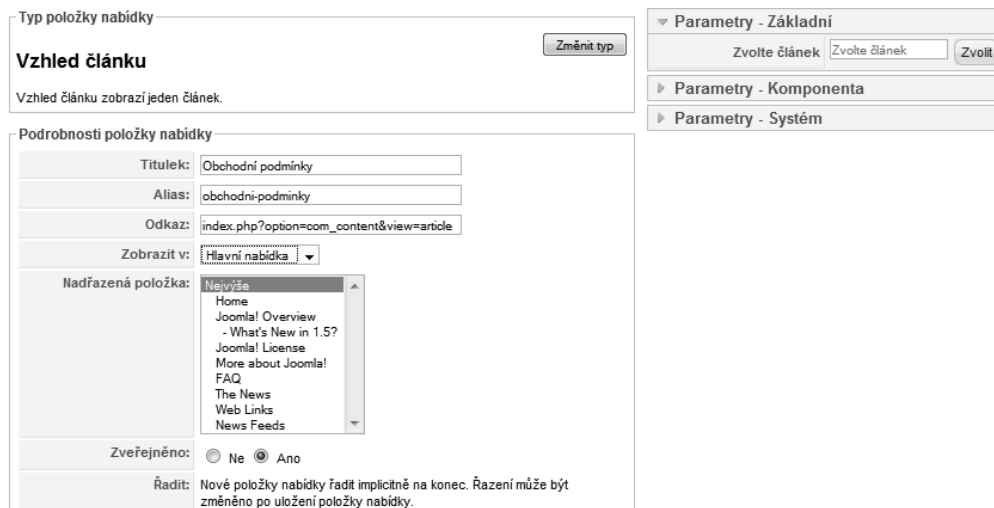 Typ položky nabídky
Změnit typ
Vzhled článku
Vzhled článku zobrazí jeden článek.
Podrobnosti položky nabídky
Titulek: Obchodní podmínky
Alias: obchodni-podminky
Odkaz: index.php?option=com_content&view=article
Zobrazit v: Hlavní nabídka
Nadřazená položka: Nejvýše
Home
Joomla! Overview
- What's New in 1.5?
Joomla! License
More about Joomla!
FAQ
The News
Web Links
News Feeds
Zveřejněno: Ne Ano
Řadit: Nové položky nabídky řadit implicitně na konec. Řazení může být
změněno po uložení položky nabídky.
Parametry - Základní
Zvolte článek Zvolte článek Zvolit
Parametry - Komponenta
Parametry - Systém